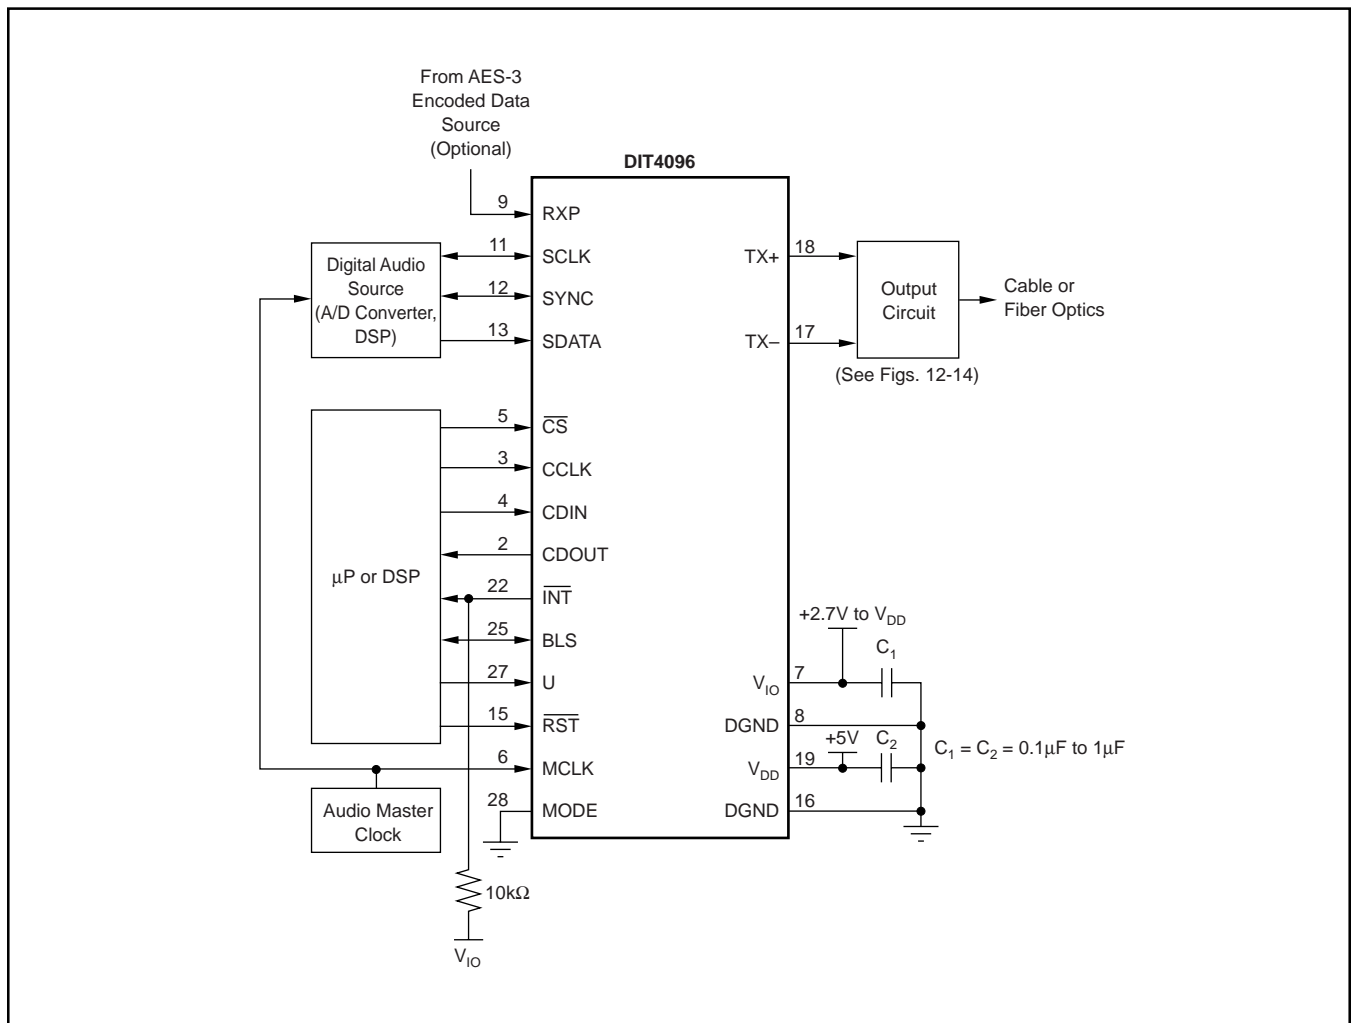 From AES-3
Encoded Data
Source
(Optional)
DIT4096
9
RXP
11
SCLK
12
SYNC
13
SDATA
Digital Audio
Source
(A/D Converter,
DSP)
TX+
18
TX–
17
Output
Circuit
Cable or
Fiber Optics
(See Figs. 12-14)
μP or DSP
5
CS
3
CCLK
4
CDIN
2
CDOUT
22
INT
25
BLS
27
U
15
RST
6
MCLK
28
MODE
Audio Master
Clock
10kΩ
VIO
+2.7V to VDD
C1
VIO
7
DGND
8
+5V
C2
VDD
19
DGND
16
C1 = C2 = 0.1μF to 1μF